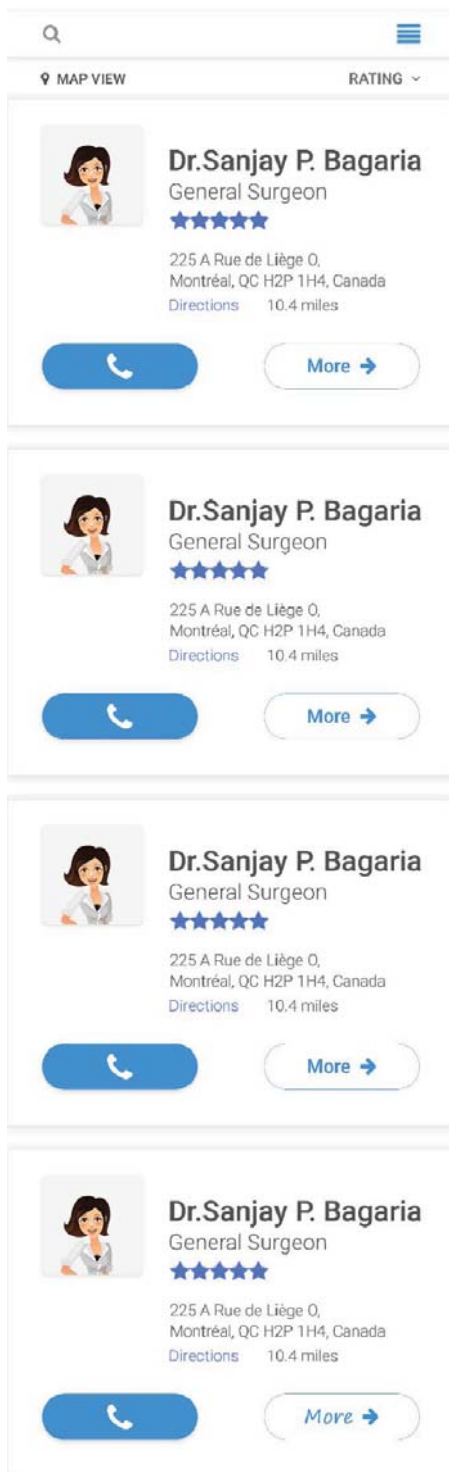 MAP VIEW RATING
Dr.Sanjay P. Bagaria
General Surgeon
225 A Rue de Liège O,
Montréal, QC H2P 1H4, Canada
Directions 10.4 miles
More
Dr.Sanjay P. Bagaria
General Surgeon
225 A Rue de Liège O,
Montréal, QC H2P 1H4, Canada
Directions 10.4 miles
More
Dr.Sanjay P. Bagaria
General Surgeon
225 A Rue de Liège O,
Montréal, QC H2P 1H4, Canada
Directions 10.4 miles
More
Dr.Sanjay P. Bagaria
General Surgeon
225 A Rue de Liège O,
Montréal, QC H2P 1H4, Canada
Directions 10.4 miles
More